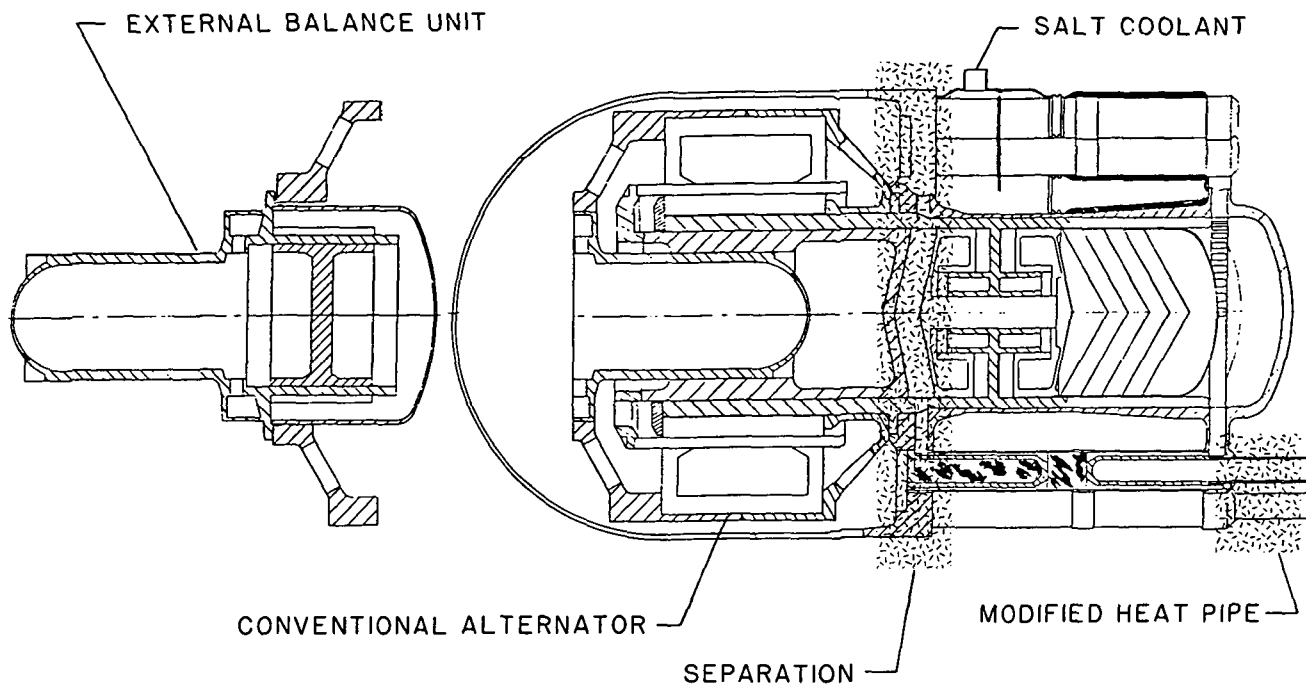 EXTERNAL BALANCE UNIT
SALT COOLANT
CONVENTIONAL ALTERNATOR
MODIFIED HEAT PIPE
SEPARATION